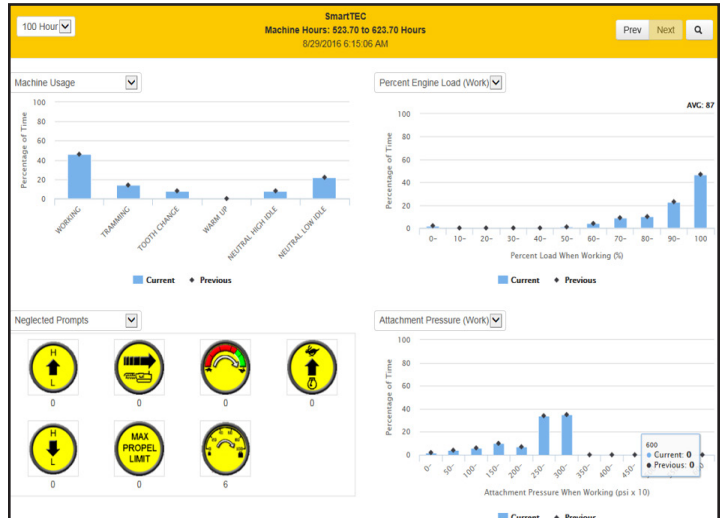 100 Hour
SmartTEC
Machine Hours: 523.70 to 623.70 Hours
8/29/2016 6:15:06 AM
Prev Next
Machine Usage
100
80
60
40
20
0
Percentage of Time
WORKING
TRAMMING
TOOTH CHANGE
WARM UP
NEUTRAL HIGH IDLE
NEUTRAL LOW IDLE
Current Previous
Percent Engine Load (Work)
AVG: 87
100
80
60
40
20
0
Percentage of Time
0- 10- 20- 30- 40- 50- 60- 70- 80- 90- 100
Percent Load When Working (%)
Current Previous
Neglected Prompts
H
L
0
0
0
0
H
L
0
MAX
PROPEL
LIMIT
0
6
Attachment Pressure (Work)
100
80
60
40
20
0
Percentage of Time
0- 50- 100- 150- 200- 250- 300- 350- 400- 450-
600
Current: 0
Previous: 0
Attachment Pressure When Working (psi x 10)
Current Previous